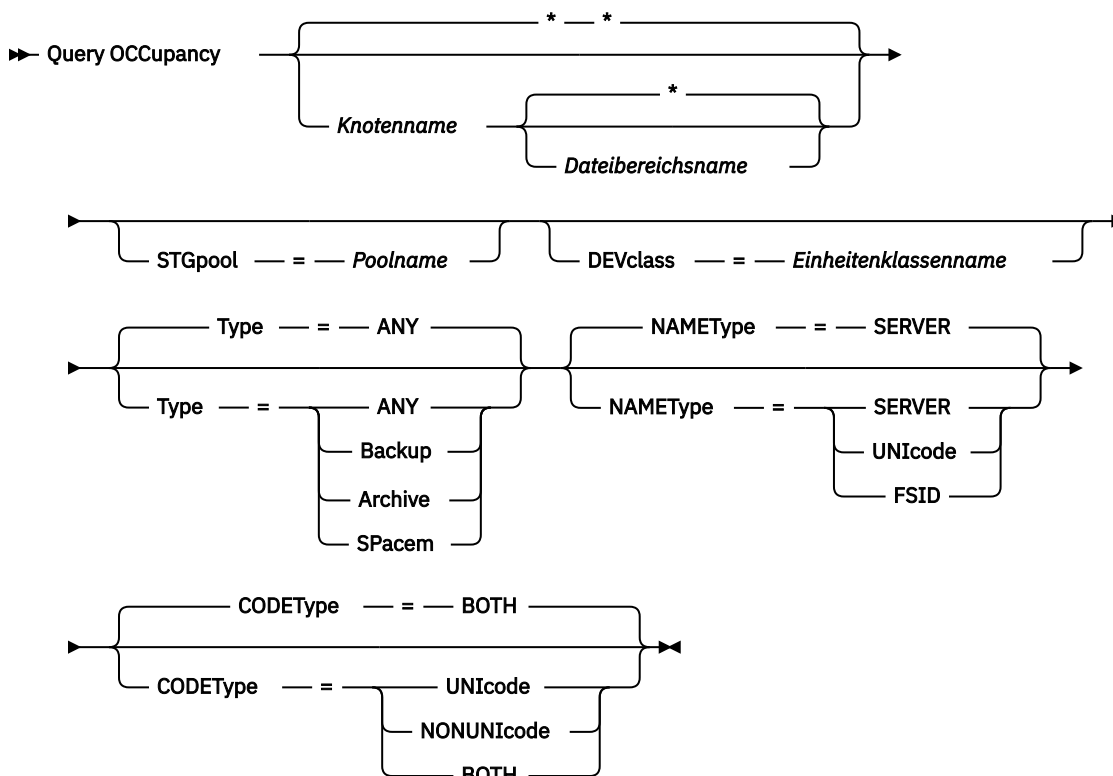 * *
Query OCCupancy
Knotenname *
Dateibereichsname
STGpool = Poolname DEVclass = Einheitenklassenname
Type = ANY NAMEType = SERVER
Type = ANY NAMEType = SERVER
Backup UNIcode
Archive FSID
SPacem
CODEType = BOTH
CODEType = UNIcode
NONUNIcode
BOTH